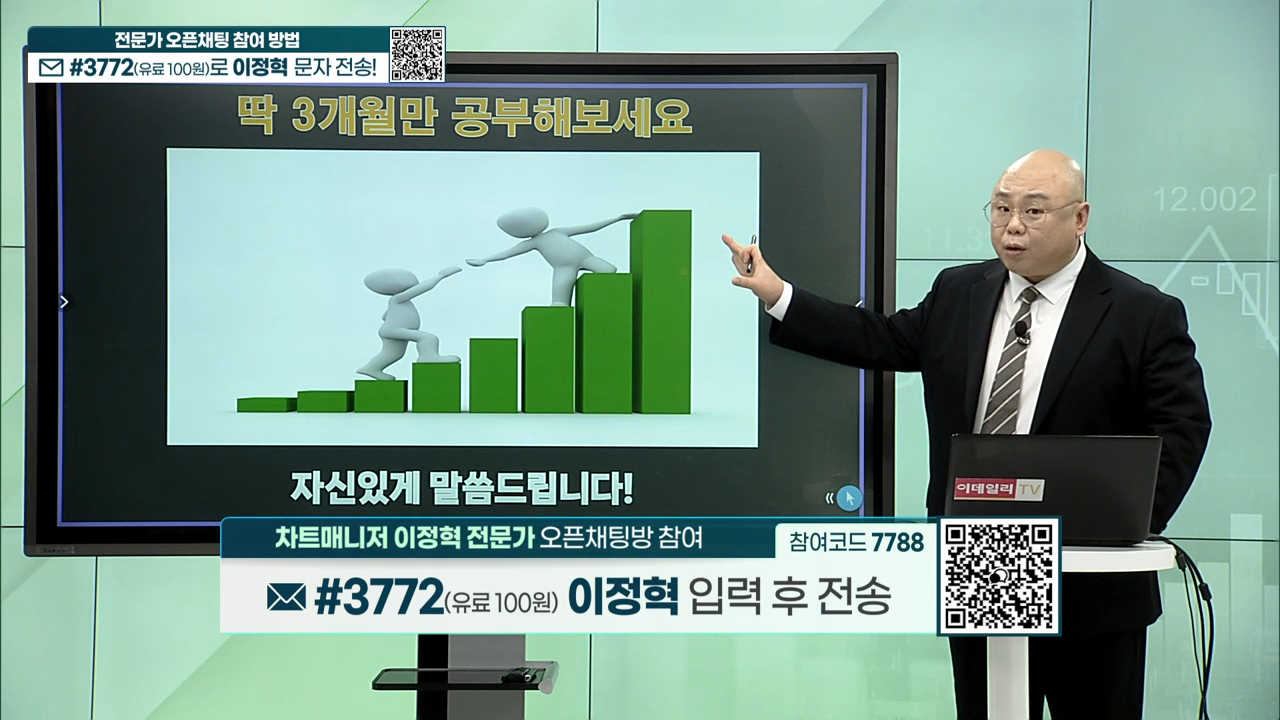 전문가 오픈채팅 참여 방법
#3772(유료 100원)로 이정혁 문자 전송!
딱 3개월만 공부해보세요
12.002
11.3
자신있게 말씀드립니다!
이데일리TV
차트매니저 이정혁 전문가 오픈채팅방 참여
참여코드 7788
#3772(유료 100원) 이정혁 입력 후 전송